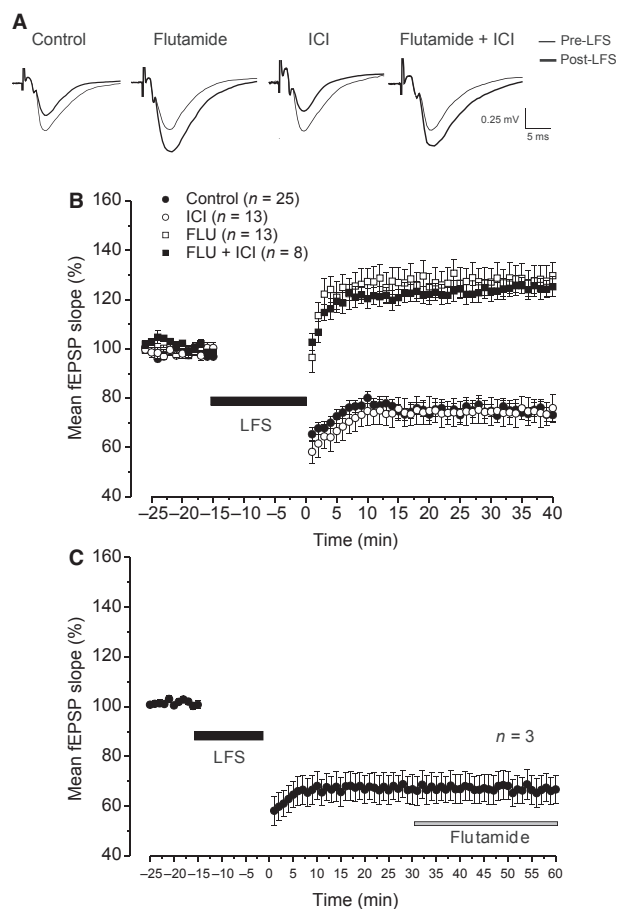 A
Control Flutamide ICI Flutamide + ICI
Pre-LFS
Post-LFS
0.25 mV
5 ms
B
Control (n = 25)
ICI (n = 13)
FLU (n = 13)
FLU + ICI (n = 8)
Mean fEPSP slope (%)
160
140
120
100
80
60
40
LFS
−25 −20 −15 −10 −5 0 5 10 15 20 25 30 35 40
Time (min)
C
Mean fEPSP slope (%)
160
140
120
100
80
60
40
LFS
n = 3
Flutamide
−25 −20 −15 −10 −5 0 5 10 15 20 25 30 35 40 45 50 55 60
Time (min)